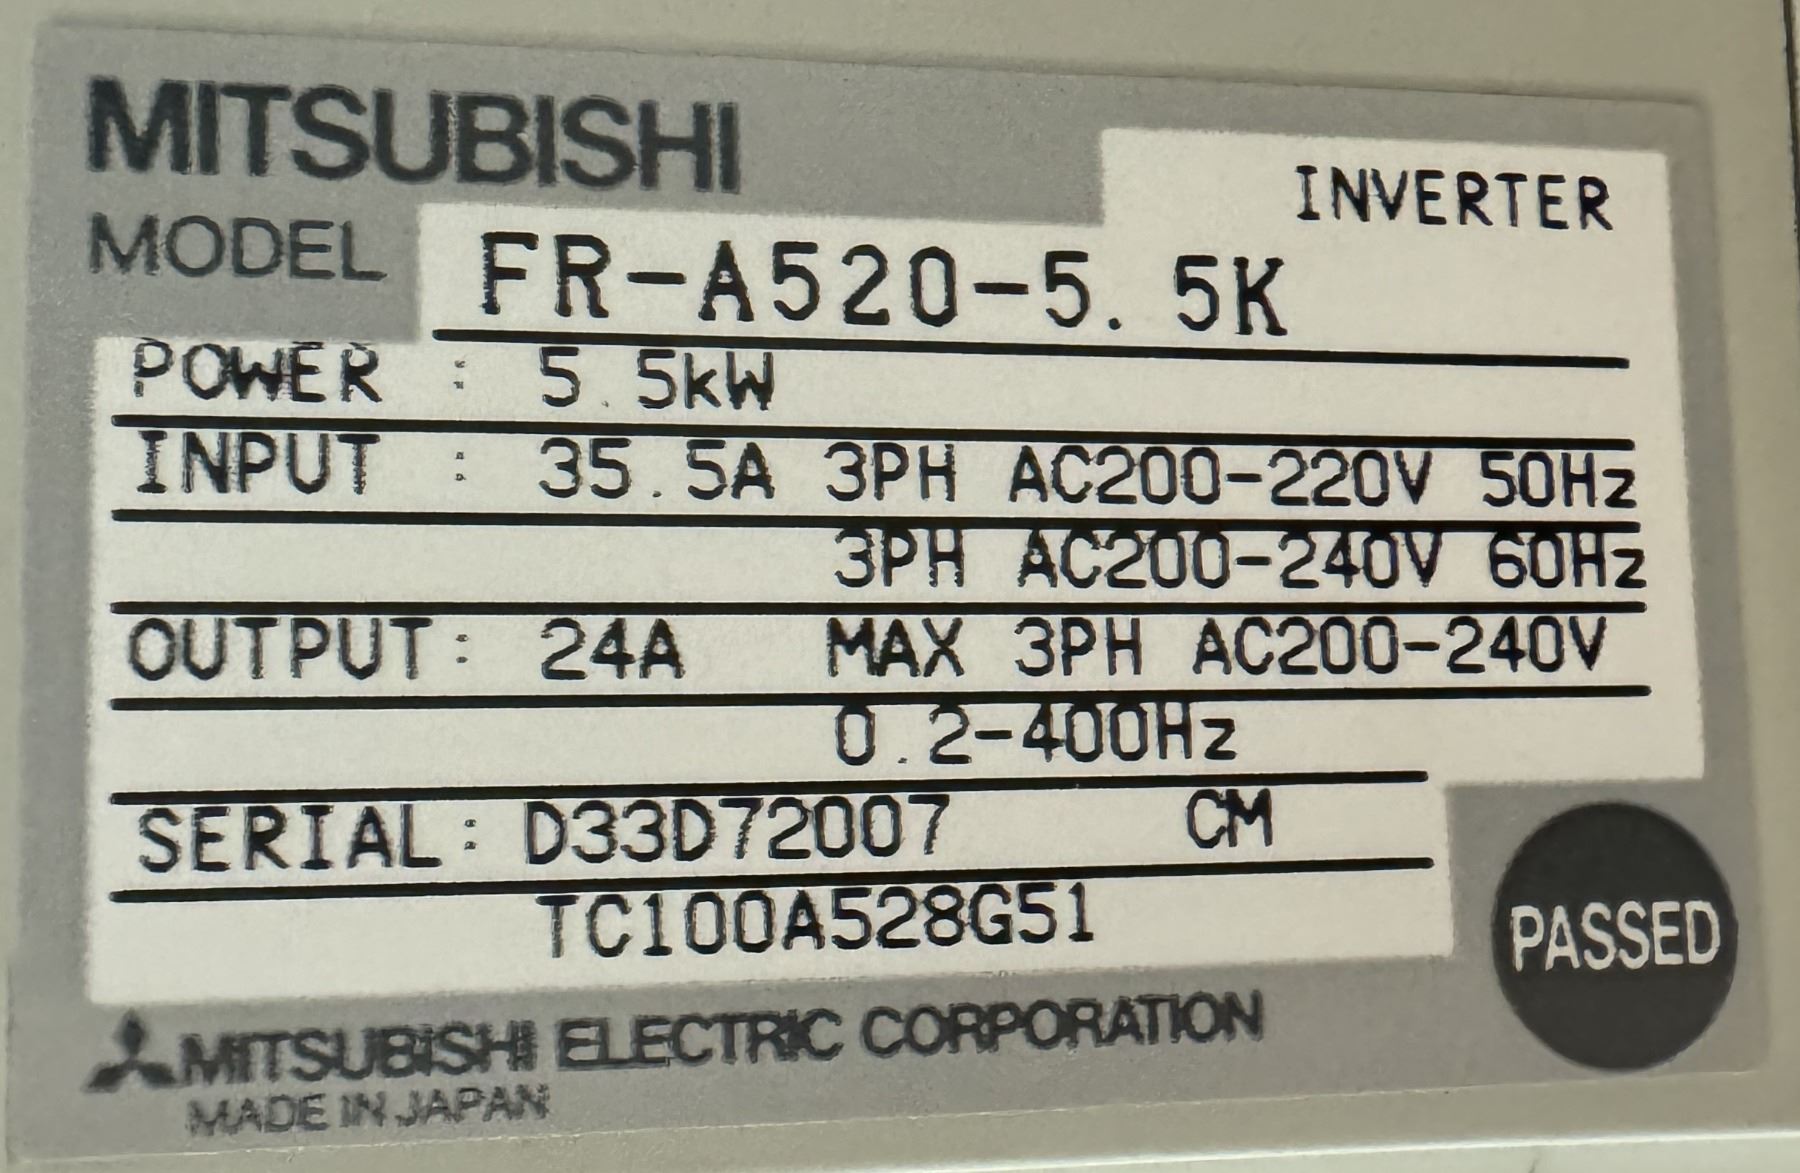 MITSUBISHI
INVERTER
MODEL FR-A520-5.5K
POWER : 5.5kW
INPUT : 35.5A 3PH AC200-220V 50Hz
3PH AC200-240V 60Hz
OUTPUT: 24A MAX 3PH AC200-240V
0.2-400Hz
SERIAL: D33D72007 CM
TC100A528G51
PASSED
MITSUBISHI ELECTRIC CORPORATION
MADE IN JAPAN